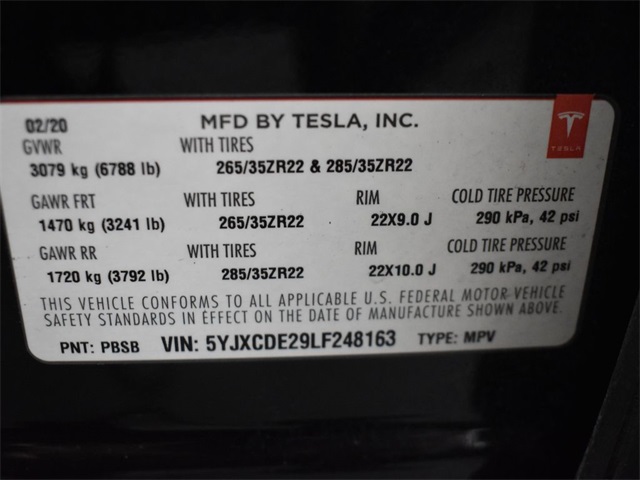 02/20 MFD BY TESLA, INC.
GVWR WITH TIRES
3079 kg (6788 lb) 265/35ZR22 & 285/35ZR22
TESLA
GAWR FRT WITH TIRES RIM COLD TIRE PRESSURE
1470 kg (3241 lb) 265/35ZR22 22X9.0 J 290 kPa, 42 psi
GAWR RR WITH TIRES RIM COLD TIRE PRESSURE
1720 kg (3792 lb) 285/35ZR22 22X10.0 J 290 kPa, 42 psi
THIS VEHICLE CONFORMS TO ALL APPLICABLE U.S. FEDERAL MOTOR VEHICLE
SAFETY STANDARDS IN EFFECT ON THE DATE OF MANUFACTURE SHOWN ABOVE.
PNT: PBSB VIN: 5YJXCDE29LF248163 TYPE: MPV